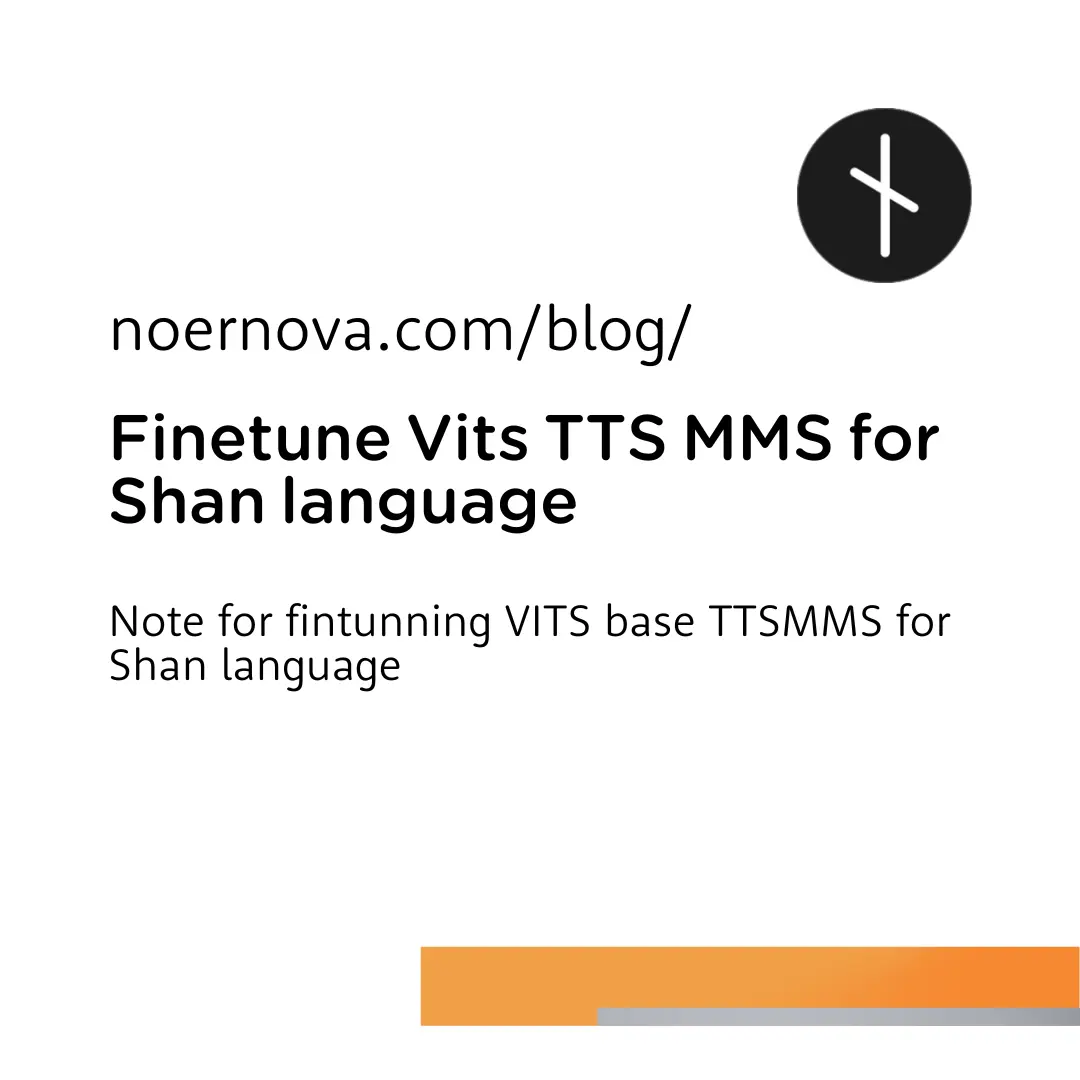 noernova.com/blog/
Finetune Vits TTS MMS for
Shan language
Note for fintunning VITS base TTSMMS for
Shan language